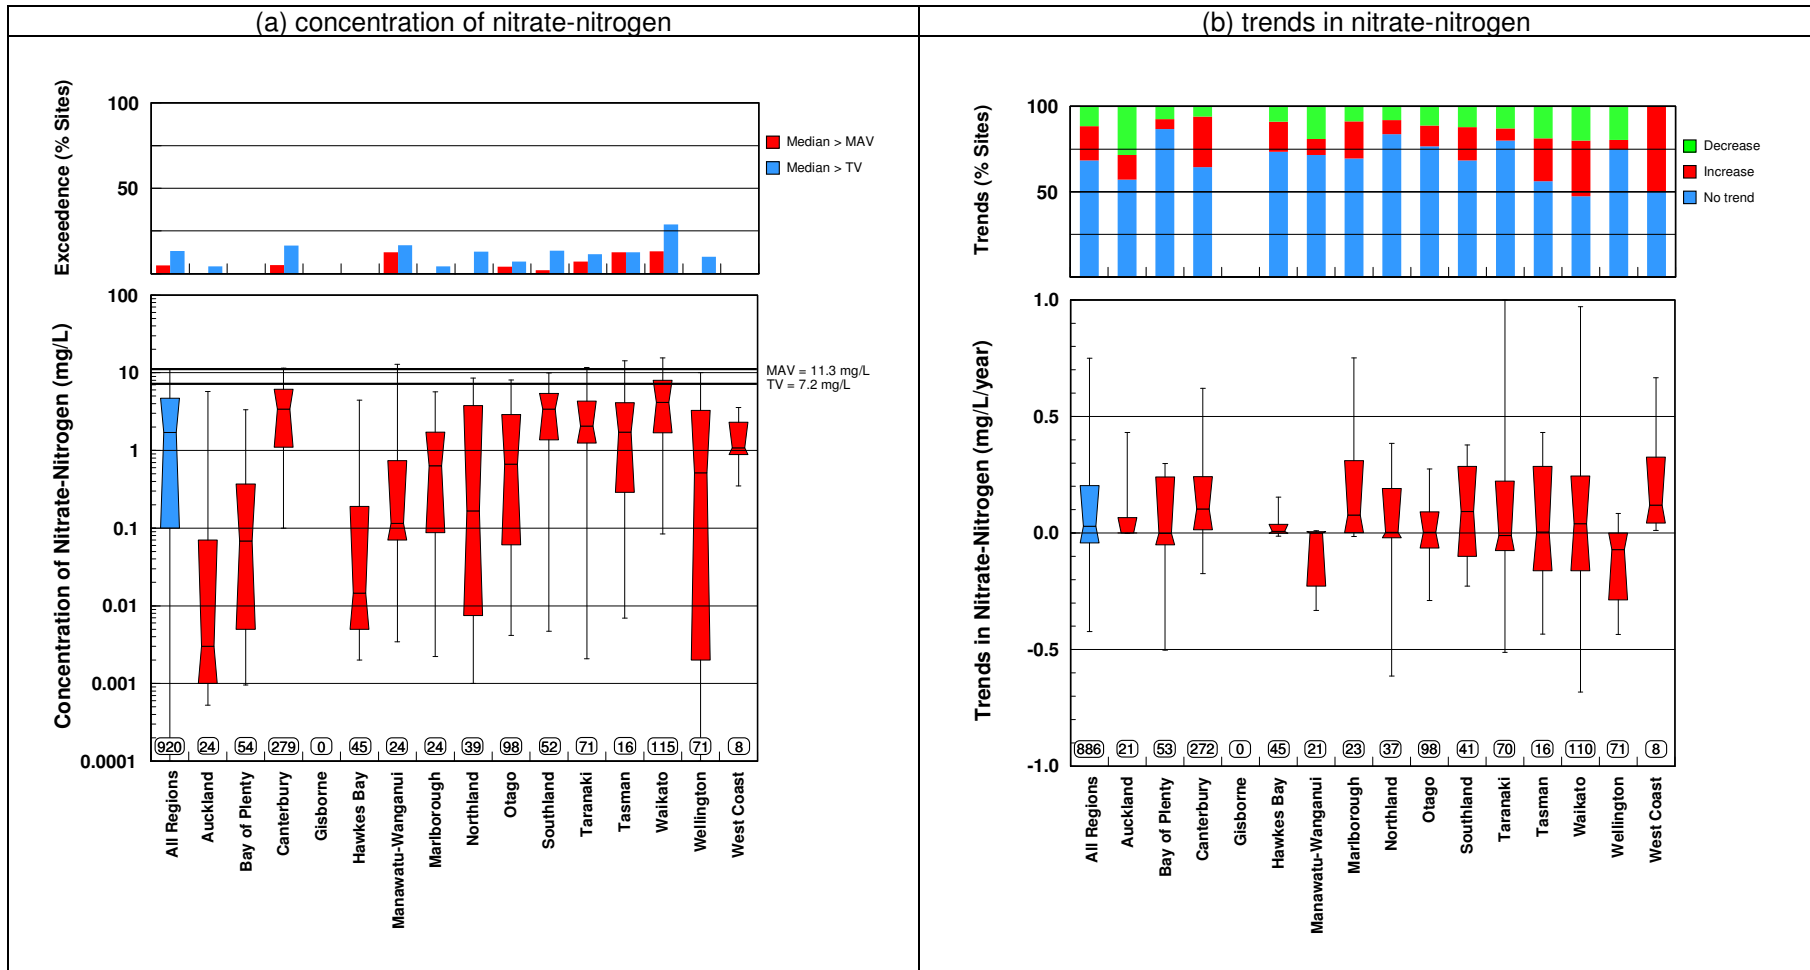 (a) concentration of nitrate-nitrogen
(b) trends in nitrate-nitrogen
Exceedence (% Sites)
100
50
Median > MAV
Median > TV
Concentration of Nitrate-Nitrogen (mg/L)
100
10
1
0.1
0.01
0.001
0.0001
MAV = 11.3 mg/L
TV = 7.2 mg/L
920 24 54 279 0 45 24 24 39 98 52 71 16 115 71 8
All Regions
Auckland
Bay of Plenty
Canterbury
Gisborne
Hawkes Bay
Manawatu-Wanganui
Marlborough
Northland
Otago
Southland
Taranaki
Tasman
Waikato
Wellington
West Coast
Trends (% Sites)
100
50
Decrease
Increase
No trend
Trends in Nitrate-Nitrogen (mg/L/year)
1.0
0.5
0.0
-0.5
-1.0
886 21 53 272 0 45 21 23 37 98 41 70 16 110 71 8
All Regions
Auckland
Bay of Plenty
Canterbury
Gisborne
Hawkes Bay
Manawatu-Wanganui
Marlborough
Northland
Otago
Southland
Taranaki
Tasman
Waikato
Wellington
West Coast